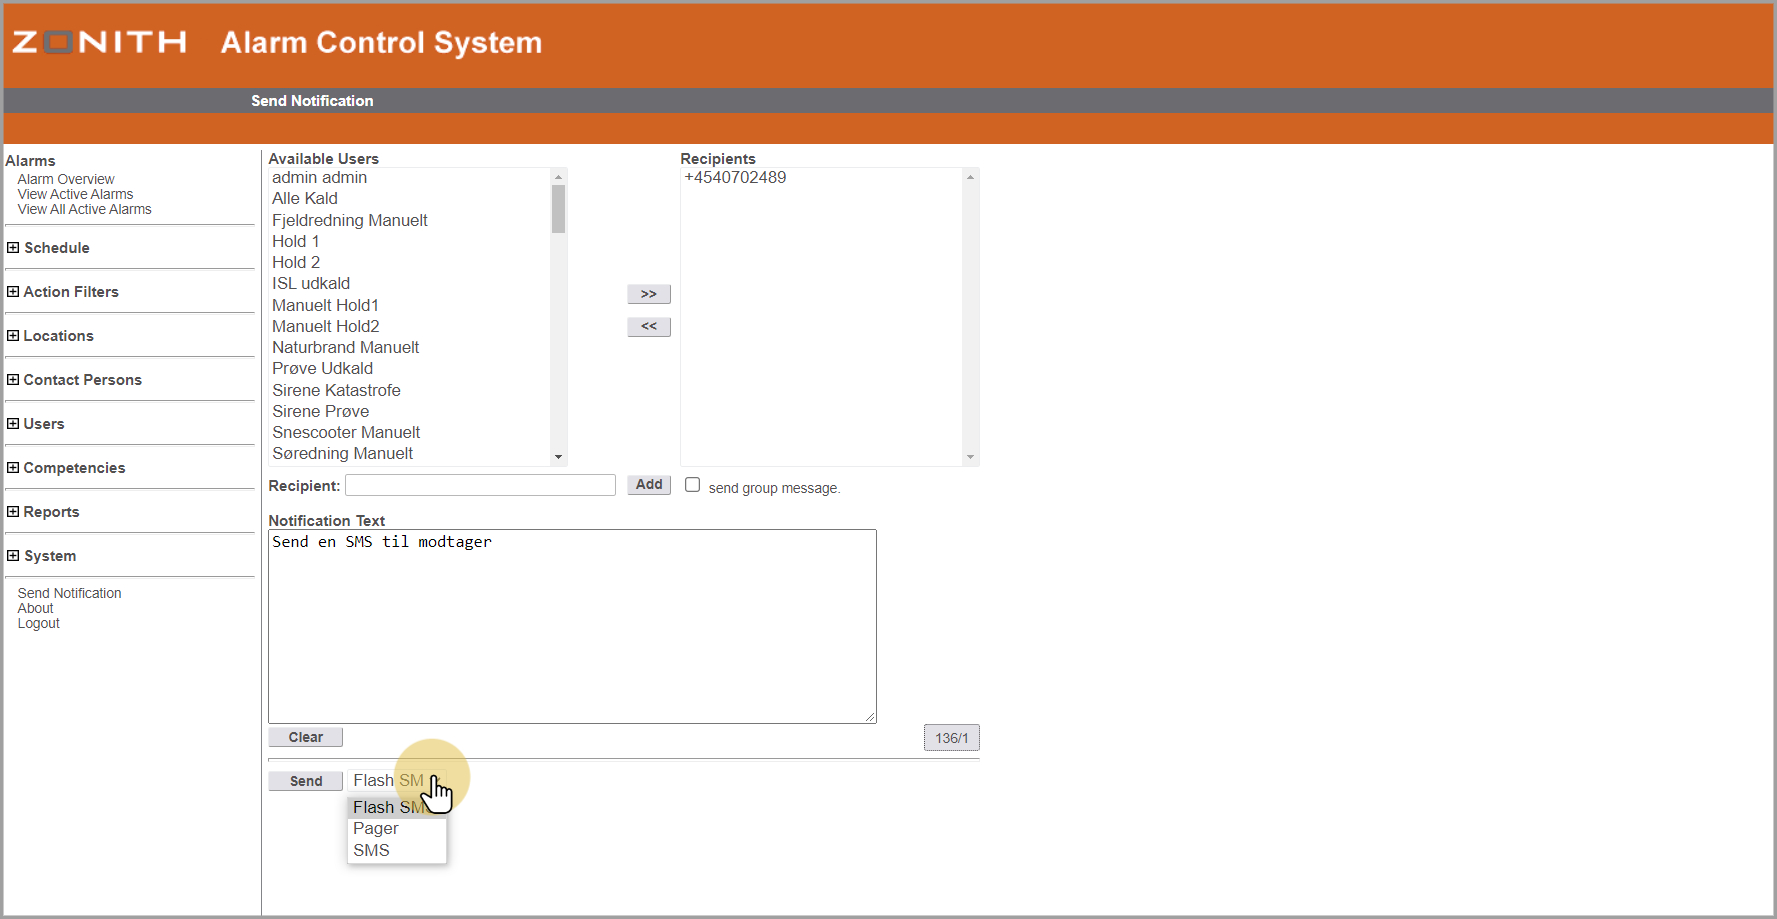 ZONITH Alarm Control System
Send Notification
Alarms
Alarm Overview
View Active Alarms
View All Active Alarms
Schedule
Action Filters
Locations
Contact Persons
Users
Competencies
Reports
System
Send Notification
About
Logout
Available Users
admin admin
Alle Kald
Fjeldredning Manuelt
Hold 1
Hold 2
ISL udkald
Manuelt Hold1
Manuelt Hold2
Naturbrand Manuelt
Prøve Udkald
Sirene Katastrofe
Sirene Prøve
Snescooter Manuelt
Søredning Manuelt
>>
<<
Recipients
+4540702489
Recipient:
Add
send group message.
Notification Text
Send en SMS til modtager
Clear
136/1
Send
Flash SM
Flash SM
Pager
SMS